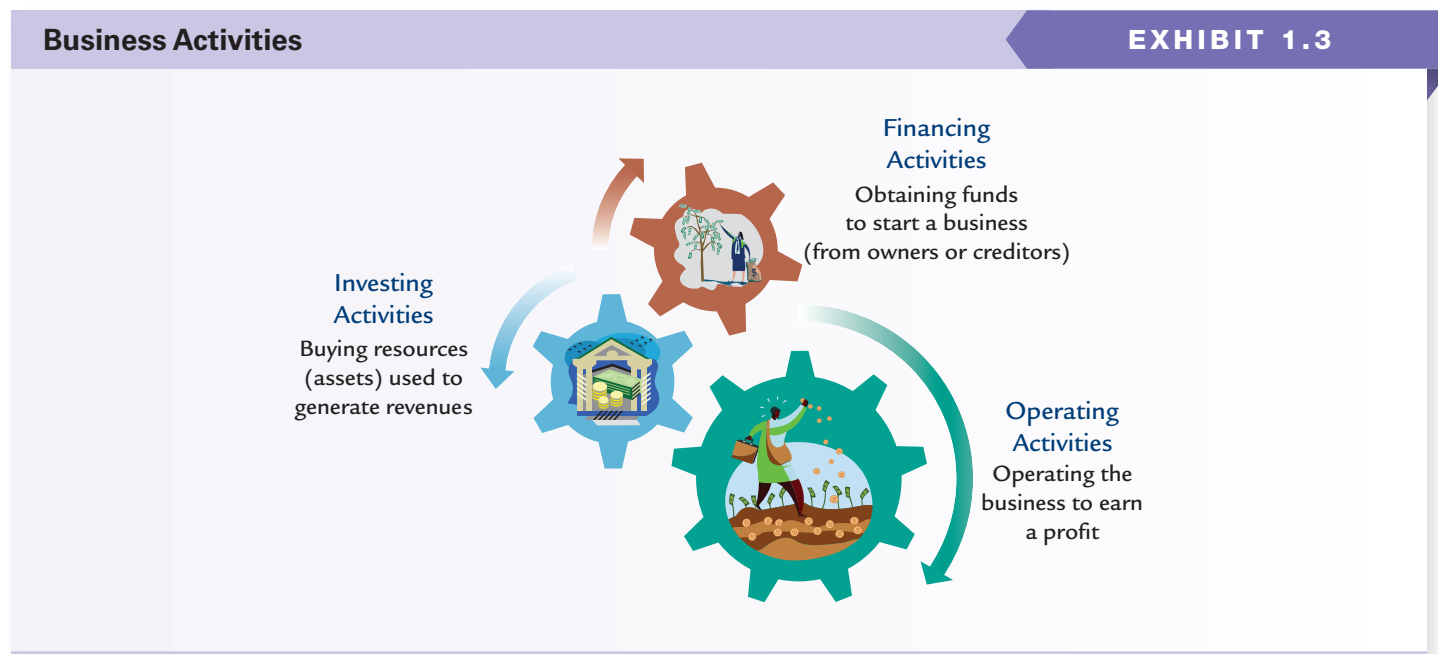 Business Activities
EXHIBIT 1.3
Financing
Activities
Obtaining funds
to start a business
(from owners or creditors)
Investing
Activities
Buying resources
(assets) used to
generate revenues
Operating
Activities
Operating the
business to earn
a profit